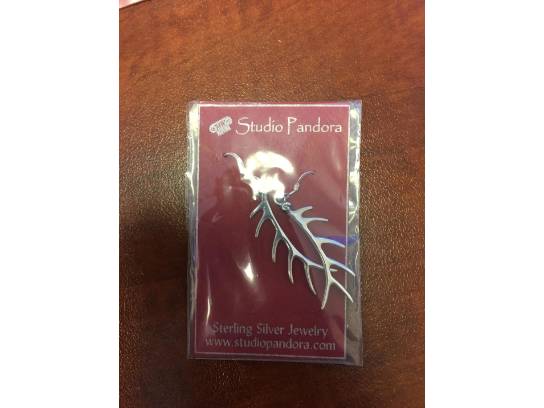 Studio Pandora
Sterling Silver Jewelry
www.studiopandora.com